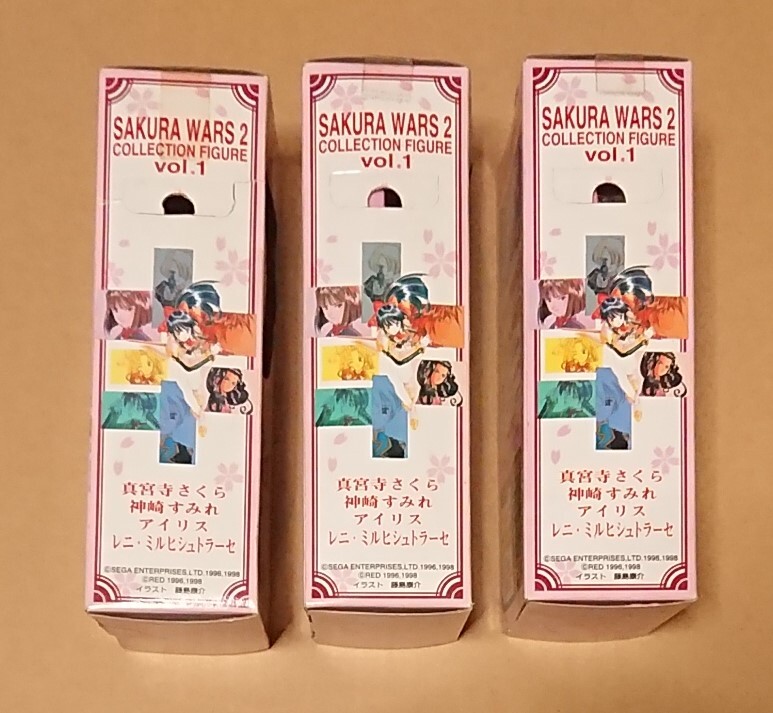 SAKURA WARS 2
COLLECTION FIGURE
vol.1
真宮寺さくら
神崎すみれ
アイリス
レニ・ミルヒシュトラーセ
©SEGA ENTERPRISES,LTD.1996,1998
©RED 1996,1998
イラスト 藤島康介
SAKURA WARS 2
COLLECTION FIGURE
vol.1
真宮寺さくら
神崎すみれ
アイリス
レニ・ミルヒシュトラーセ
©SEGA ENTERPRISES,LTD.1996,1998
©RED 1996,1998
イラスト 藤島康介
SAKURA WARS 2
COLLECTION FIGURE
vol.1
真宮寺さくら
神崎すみれ
アイリス
レニ・ミルヒシュトラーセ
©SEGA ENTERPRISES,LTD.1996,1998
©RED 1996,1998
イラスト 藤島康介